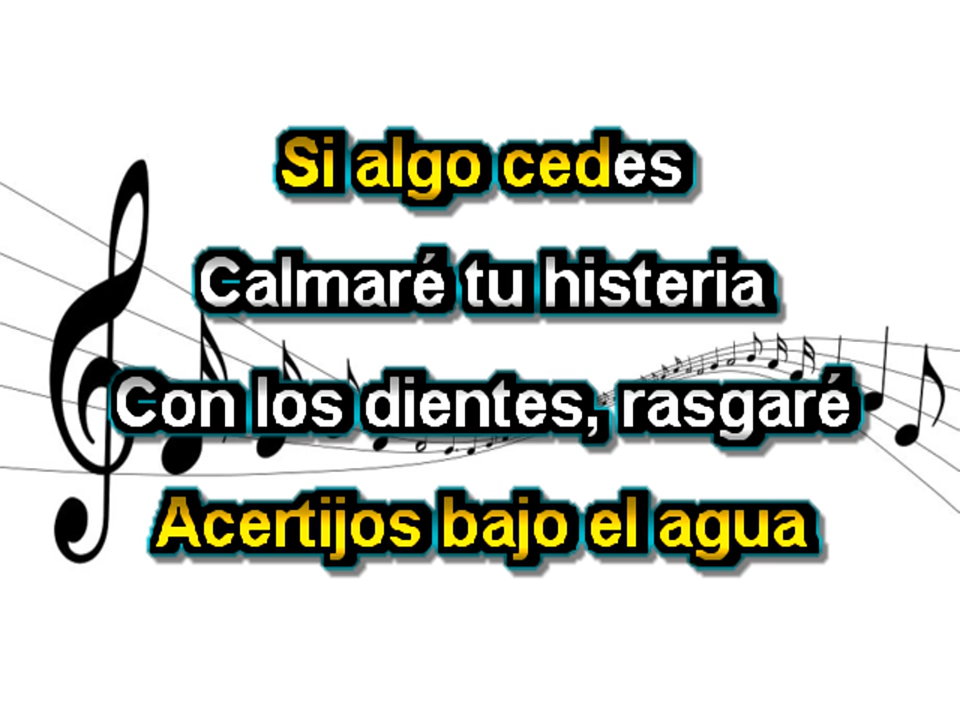 Si algo cedes
Calmaré tu histeria
Con los dientes, rasgaré
Acertijos bajo el agua